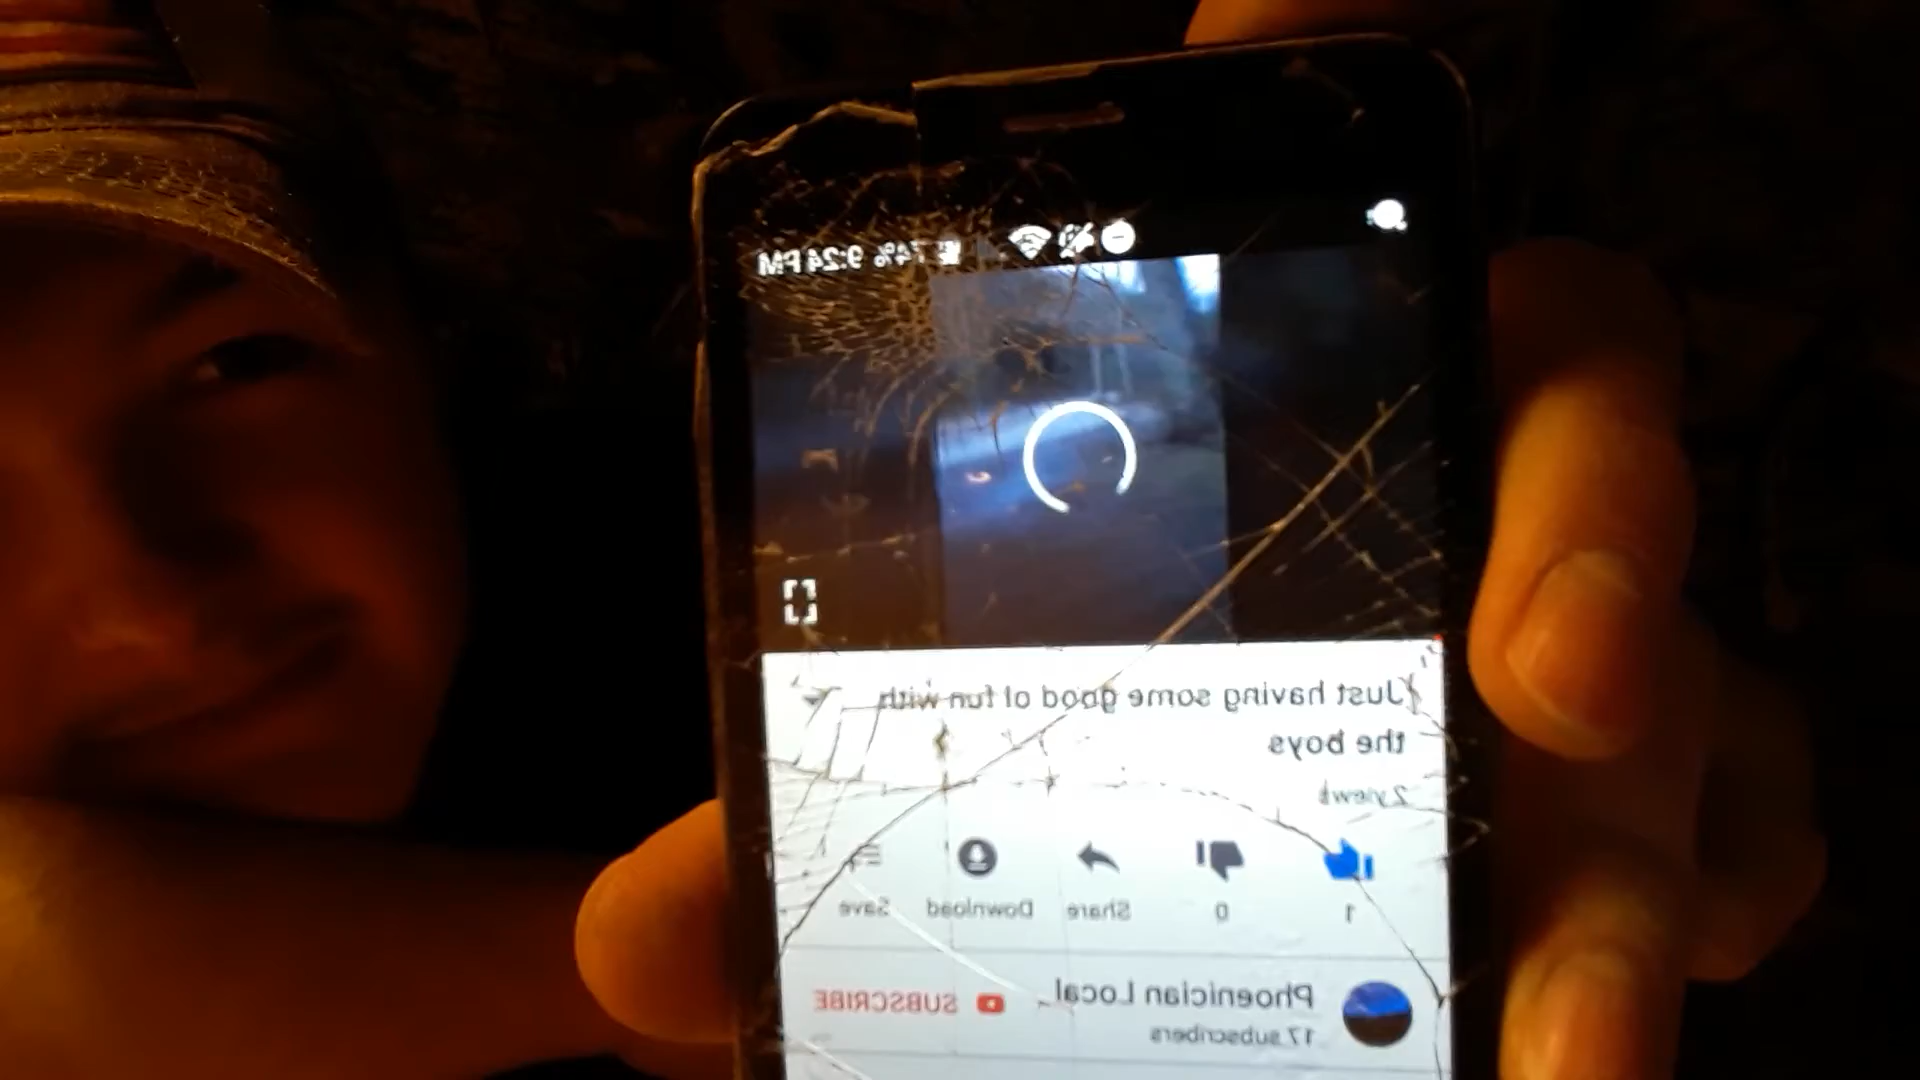 74% 9:24 PM
Just having some good ol fun with
the boys
2 views
1
0
Share
Download
Save
Phoenician Local
SUBSCRIBE
17 subscribers